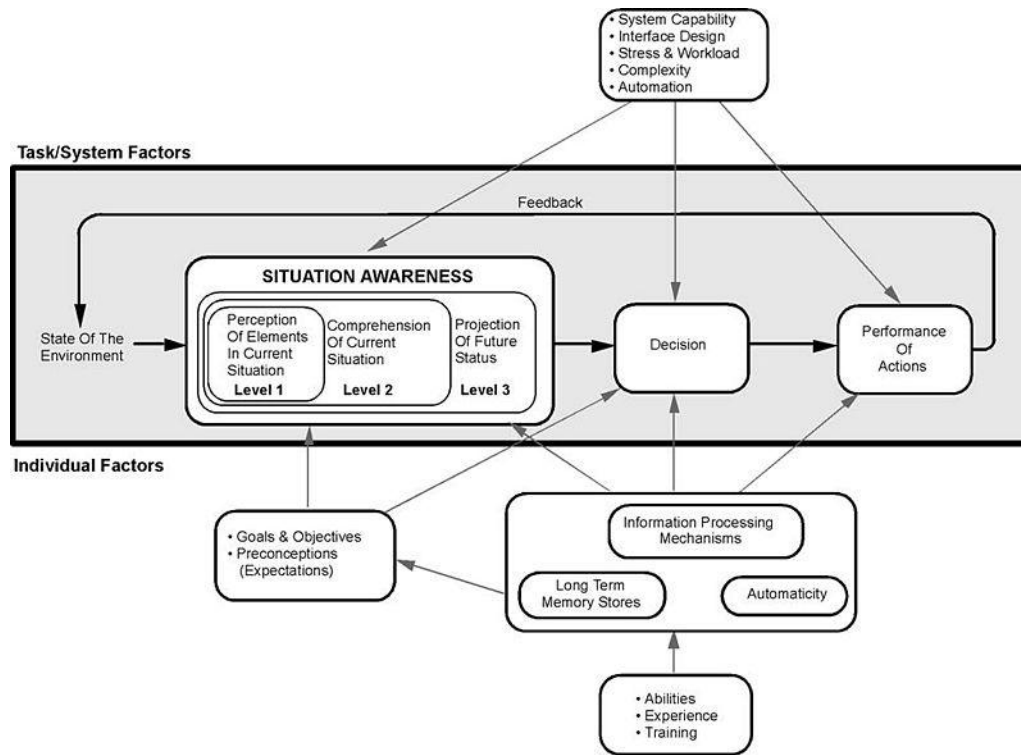 • System Capability
• Interface Design
• Stress & Workload
• Complexity
• Automation
Task/System Factors
Feedback
SITUATION AWARENESS
State Of The
Environment
Perception
Of Elements
In Current
Situation
Level 1
Comprehension
Of Current
Situation
Level 2
Projection
Of Future
Status
Level 3
Decision
Performance
Of
Actions
Individual Factors
• Goals & Objectives
• Preconceptions
(Expectations)
Information Processing
Mechanisms
Long Term
Memory Stores
Automaticity
• Abilities
• Experience
• Training